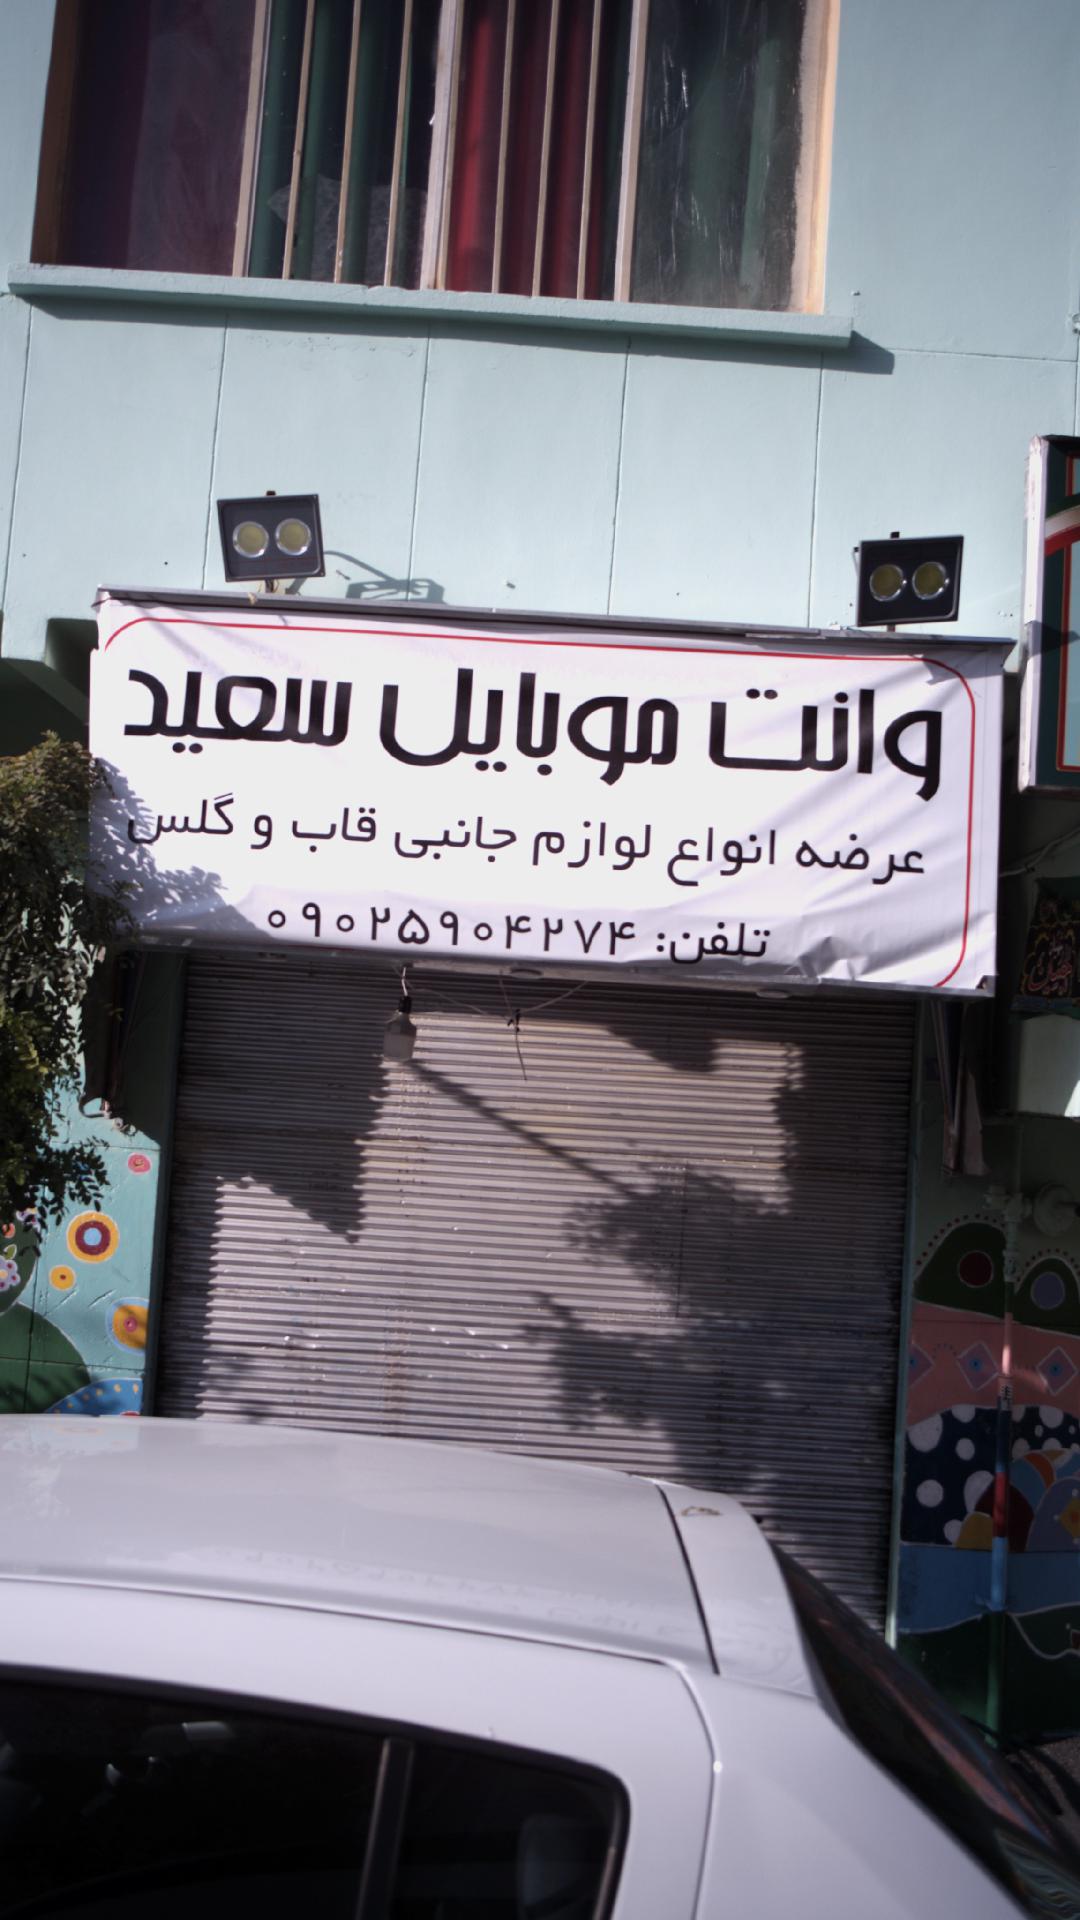 وانت موبایل سعید
عرضه انواع لوازم جانبی قاب و گلس
تلفن: ۰۹۰۲۵۹۰۴۲۷۴